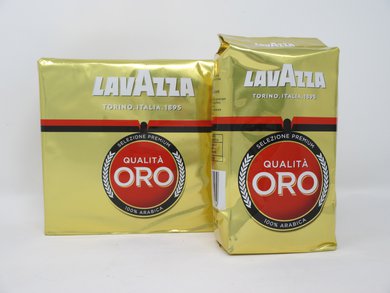 LAVAZZA
TORINO, ITALIA, 1895
SELEZIONE PREMIUM
QUALITÀ
ORO
100% ARABICA
LAVAZZA
TORINO, ITALIA, 1895
SELEZIONE PREMIUM
QUALITÀ
ORO
100% ARABICA